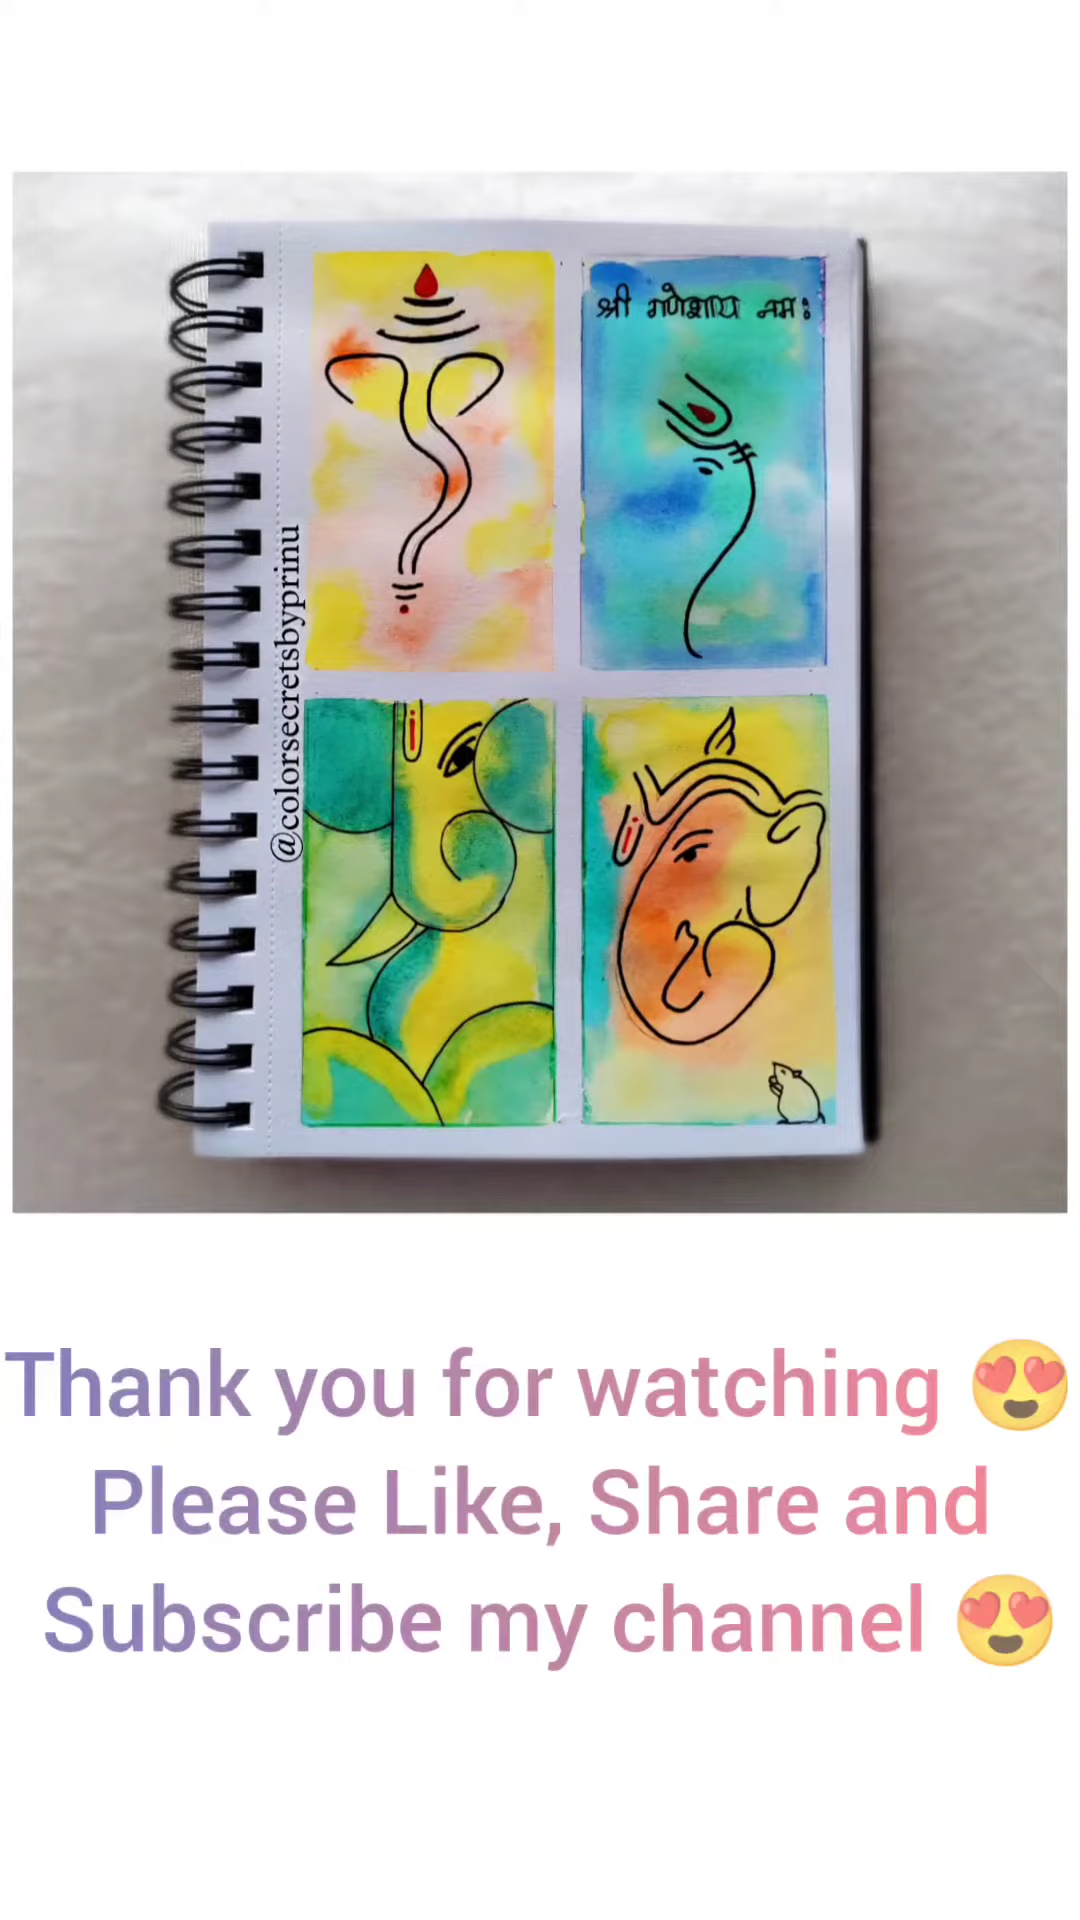 श्री गणेशाय नमः
@colorsecretsbyprinu
Thank you for watching 😍
Please Like, Share and
Subscribe my channel 😍